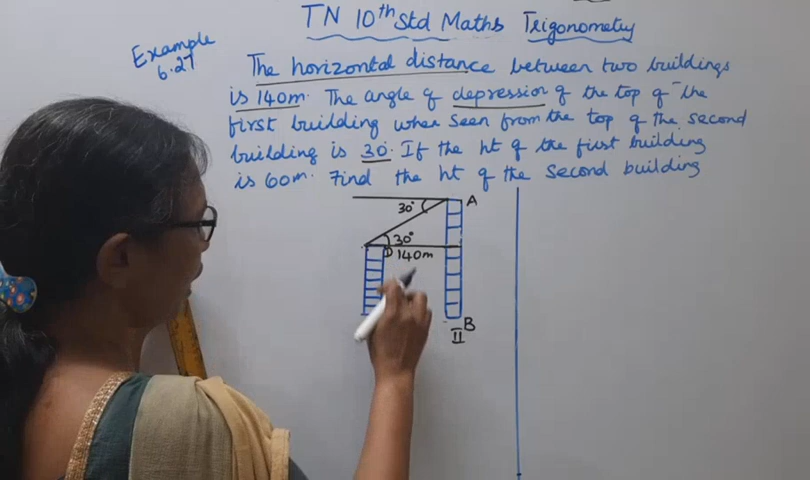 TN 10th Std Maths Trigonometry
Example
6.27
The horizontal distance between two buildings
is 140m. The angle of depression of the top of the
first building when seen from the top of the second
building is 30°. If the ht of the first building
is 60m. Find the ht of the second building
A
30°
30°
D
140m
B
II